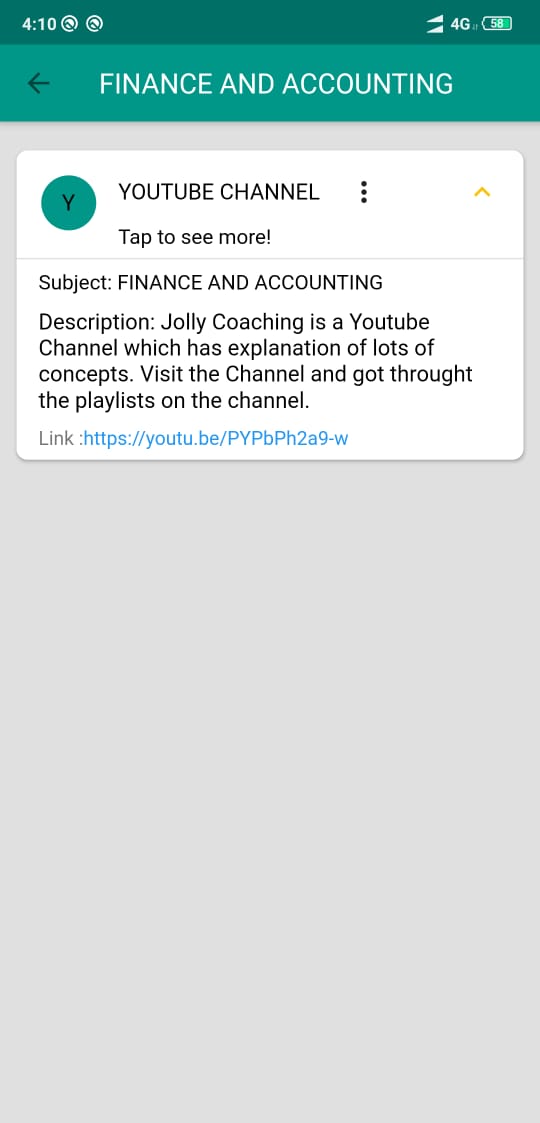 4:10
4G
58
FINANCE AND ACCOUNTING
Y
YOUTUBE CHANNEL
Tap to see more!
Subject: FINANCE AND ACCOUNTING
Description: Jolly Coaching is a Youtube
Channel which has explanation of lots of
concepts. Visit the Channel and got throught
the playlists on the channel.
Link :https://youtu.be/PYPbPh2a9-w